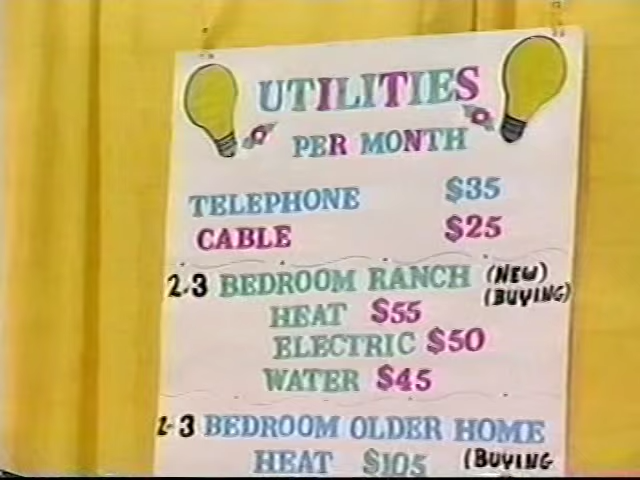 UTILITIES
PER MONTH
TELEPHONE $35
CABLE $25
2-3 BEDROOM RANCH (NEW)
(BUYING)
HEAT $55
ELECTRIC $50
WATER $45
2-3 BEDROOM OLDER HOME
HEAT $105 (BUYING